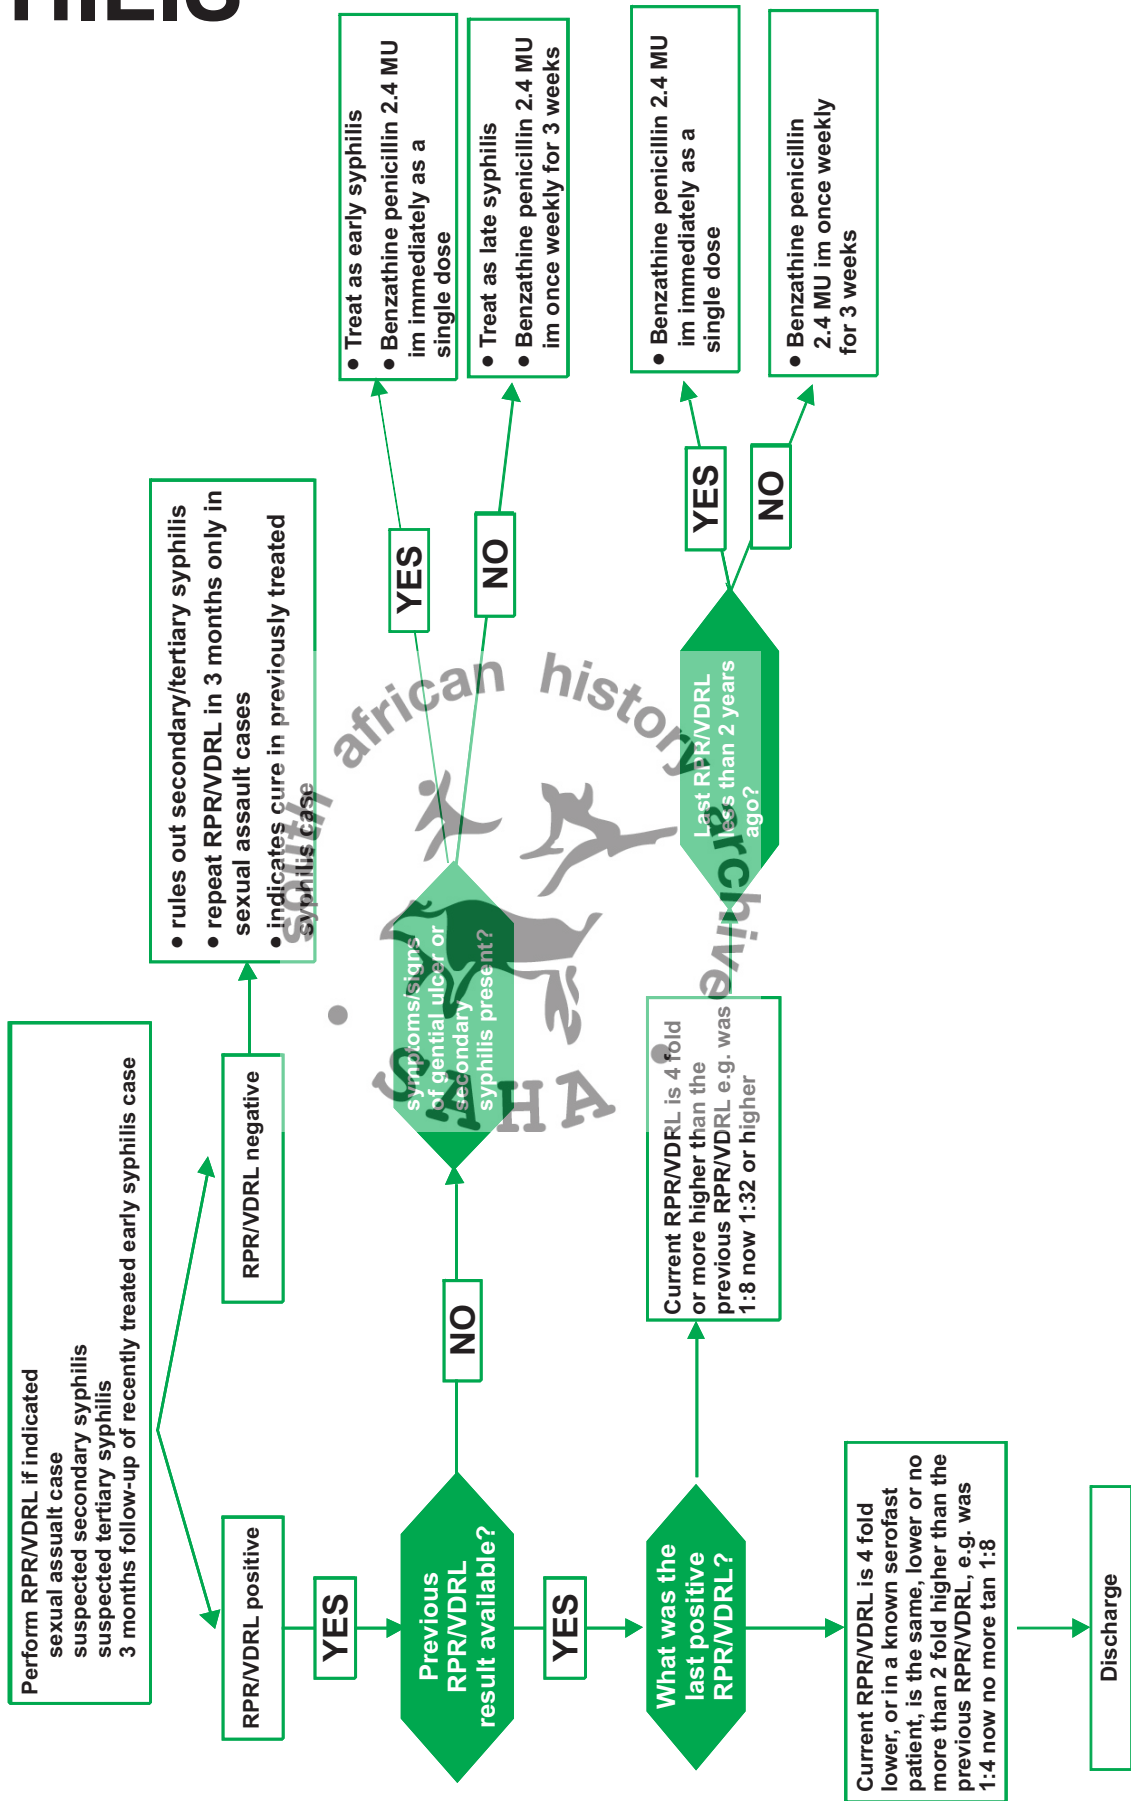 Perform RPR/VDRL if indicated
sexual assualt case
suspected secondary syphilis
suspected tertiary syphilis
3 months follow-up of recently treated early syphilis case
RPR/VDRL positive
RPR/VDRL negative
● rules out secondary/tertiary syphilis
● repeat RPR/VDRL in 3 months only in
sexual assault cases
● indicates cure in previously treated
syphilis case
YES
Previous
RPR/VDRL
result available?
NO
symptoms/signs
of gential ulcer or
secondary
syphilis present?
YES
● Treat as early syphilis
● Benzathine penicillin 2.4 MU
im immediately as a
single dose
NO
● Treat as late syphilis
● Benzathine penicillin 2.4 MU
im once weekly for 3 weeks
YES
What was the
last positive
RPR/VDRL?
Current RPR/VDRL is 4 fold
or more higher than the
previous RPR/VDRL e.g. was
1:8 now 1:32 or higher
Last RPR/VDRL
less than 2 years
ago?
YES
● Benzathine penicillin 2.4 MU
im immediately as a
single dose
NO
● Benzathine penicillin
2.4 MU im once weekly
for 3 weeks
Current RPR/VDRL is 4 fold
lower, or in a known serofast
patient, is the same, lower or no
more than 2 fold higher than the
previous RPR/VDRL, e.g. was
1:4 now no more tan 1:8
Discharge
south african history archive
• SAHA •